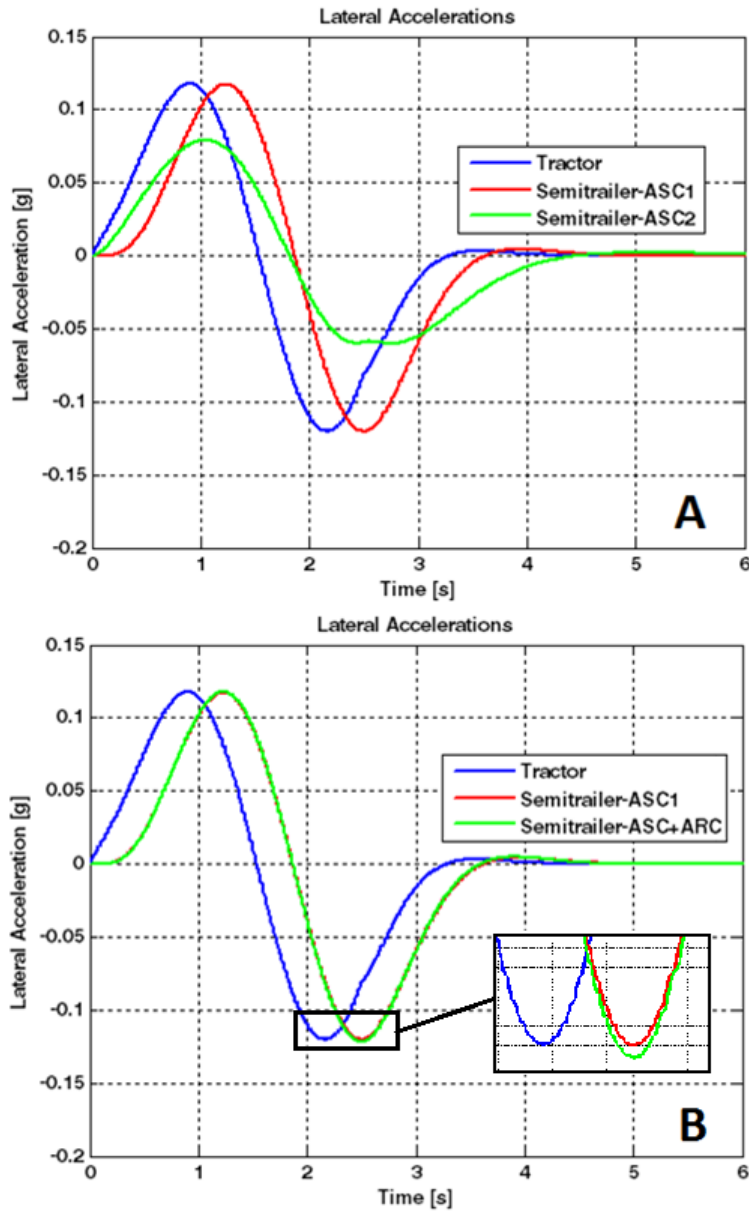 Lateral Accelerations
0.15
0.1
0.05
0
-0.05
-0.1
-0.15
-0.2
Lateral Acceleration [g]
Tractor
Semitrailer-ASC1
Semitrailer-ASC2
A
0 1 2 3 4 5 6
Time [s]
Lateral Accelerations
0.15
0.1
0.05
0
-0.05
-0.1
-0.15
-0.2
Lateral Acceleration [g]
Tractor
Semitrailer-ASC1
Semitrailer-ASC+ARC
B
0 1 2 3 4 5 6
Time [s]